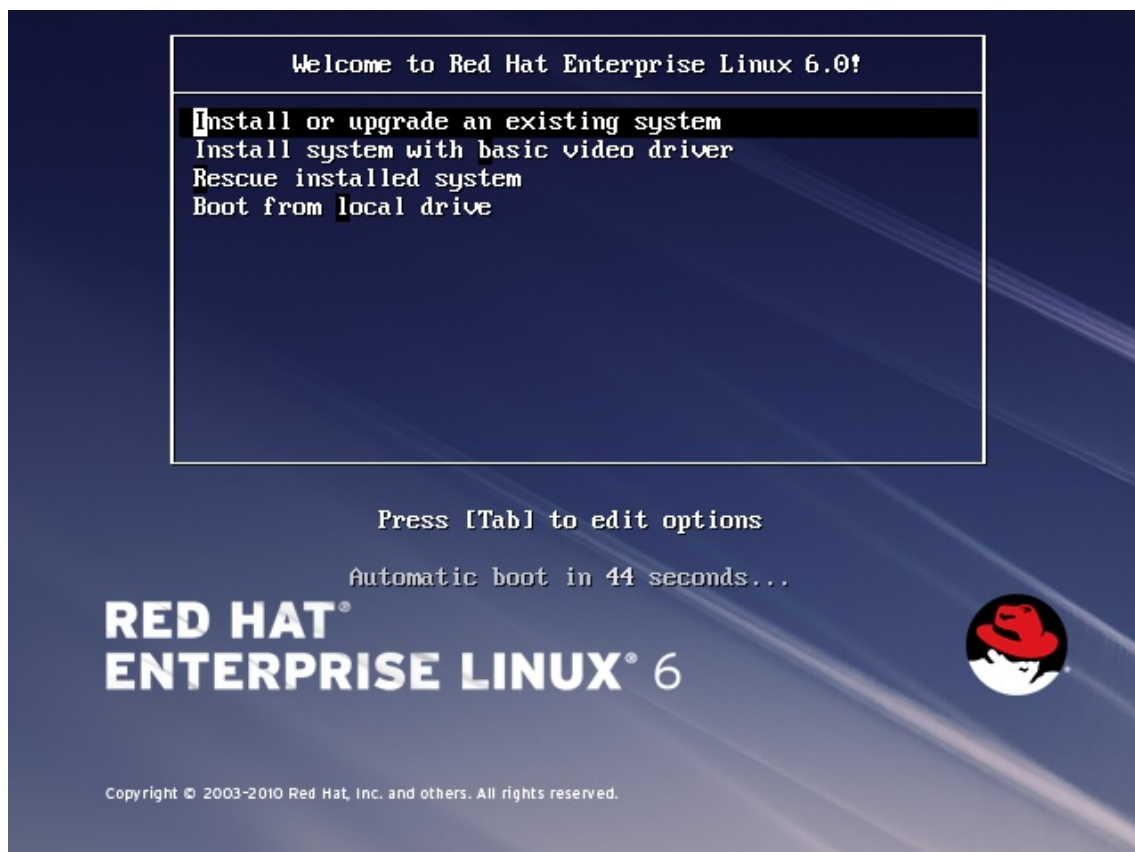 Welcome to Red Hat Enterprise Linux 6.0!
Install or upgrade an existing system
Install system with basic video driver
Rescue installed system
Boot from local drive
Press [Tab] to edit options
Automatic boot in 44 seconds...
RED HAT®
ENTERPRISE LINUX® 6
Copyright © 2003-2010 Red Hat, Inc. and others. All rights reserved.